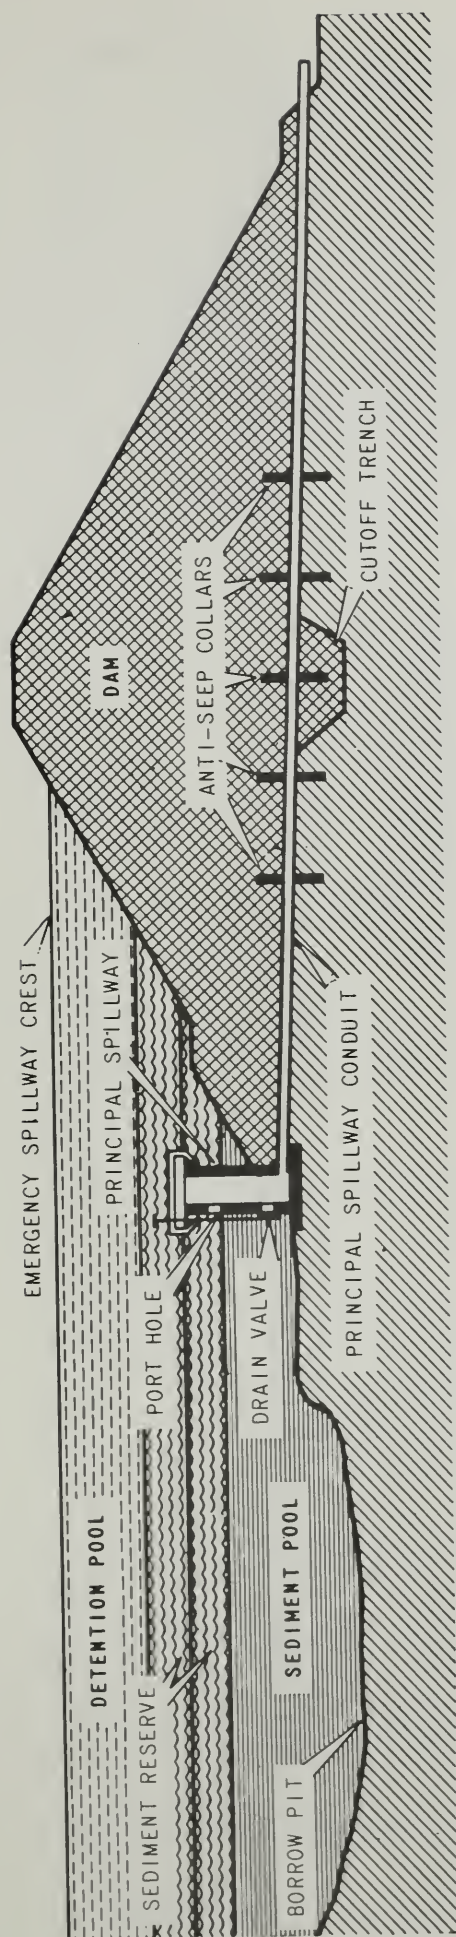 EMERGENCY SPILLWAY CREST
DETENTION POOL
DAM
PRINCIPAL SPILLWAY
SEDIMENT RESERVE
PORT HOLE
ANTI-SEEP COLLARS
DRAIN VALVE
SEDIMENT POOL
CUTOFF TRENCH
PRINCIPAL SPILLWAY CONDUIT
BORROW PIT